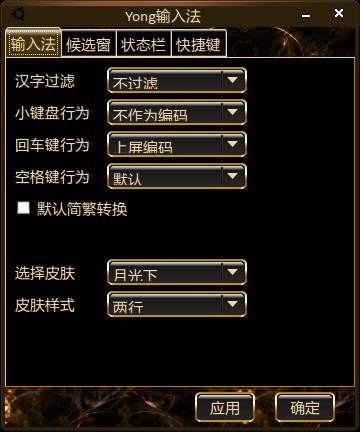 Yong输入法
输入法 候选窗 状态栏 快捷键
汉字过滤 不过滤
小键盘行为 不作为编码
回车键行为 上屏编码
空格键行为 默认
默认简繁转换
选择皮肤 月光下
皮肤样式 两行
应用 确定